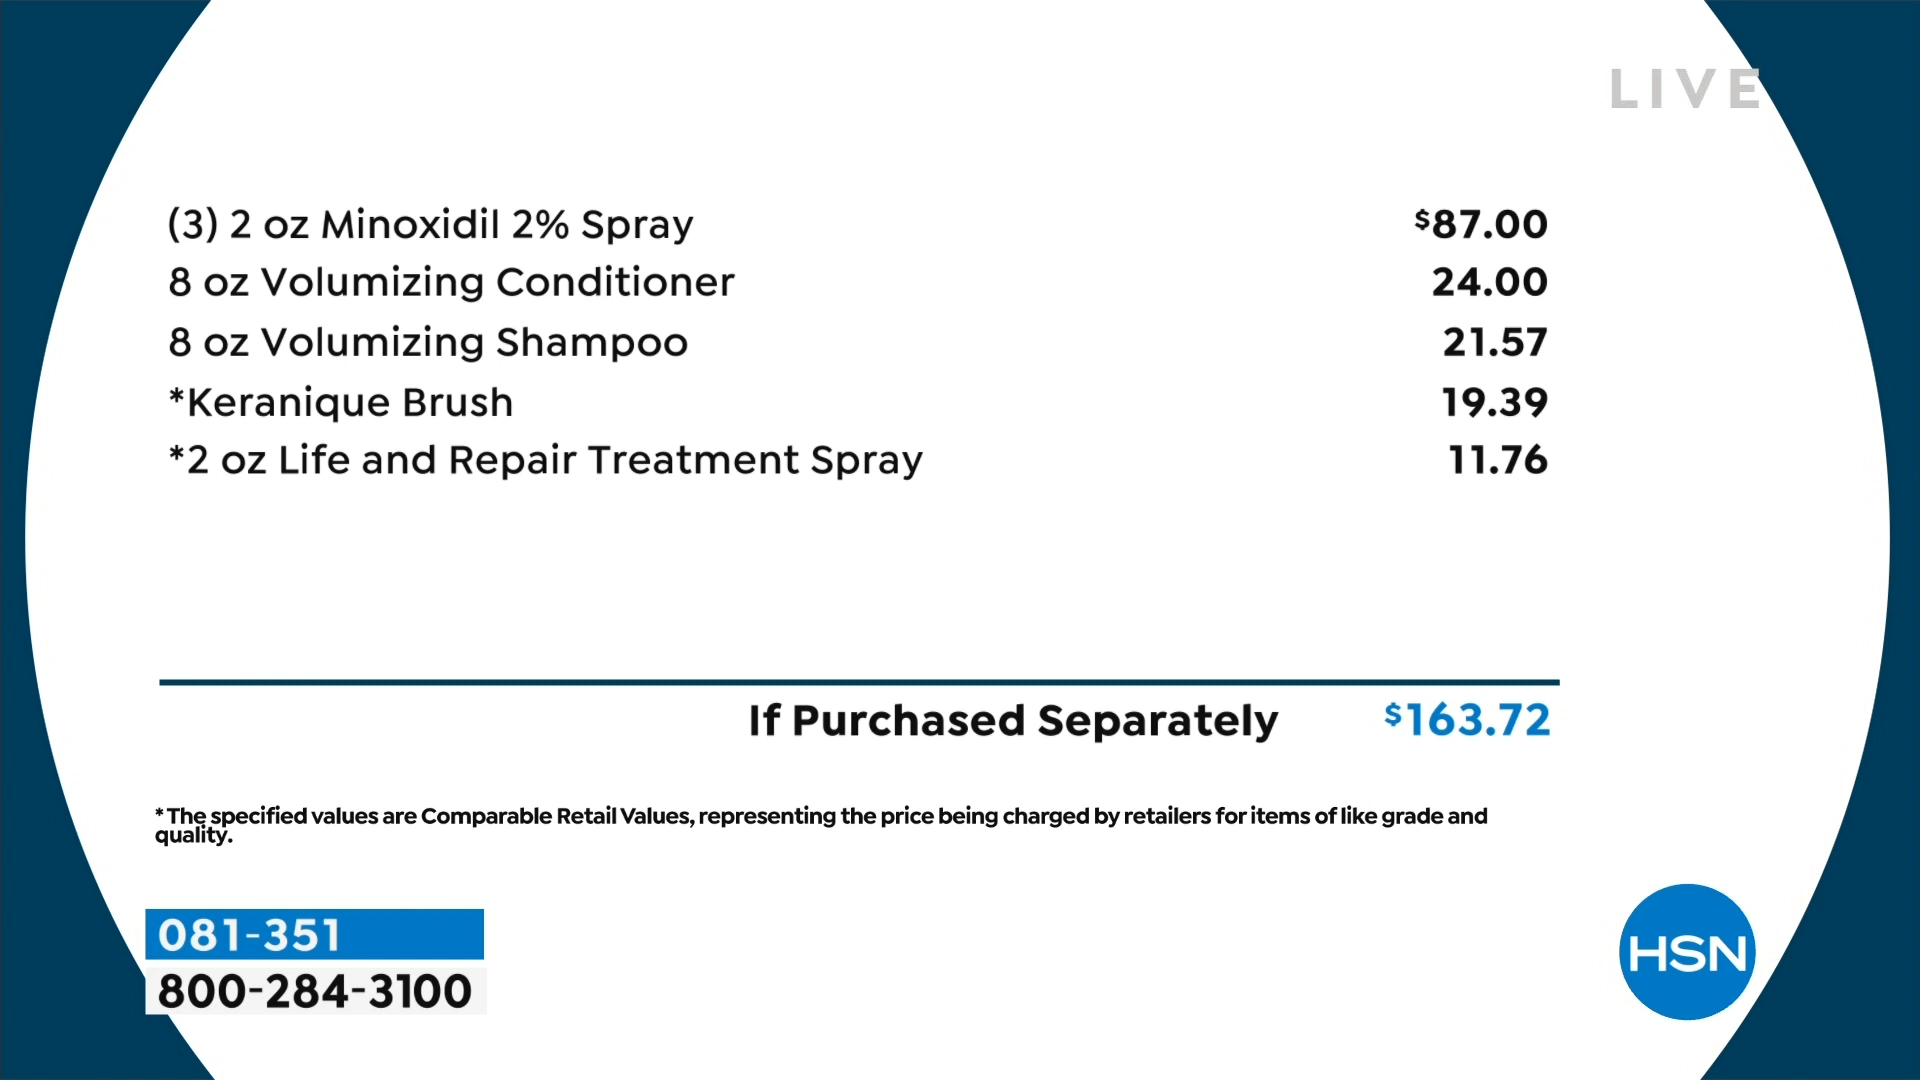 LIVE
(3) 2 oz Minoxidil 2% Spray $87.00
8 oz Volumizing Conditioner 24.00
8 oz Volumizing Shampoo 21.57
*Keranique Brush 19.39
*2 oz Life and Repair Treatment Spray 11.76
If Purchased Separately $163.72
* The specified values are Comparable Retail Values, representing the price being charged by retailers for items of like grade and
quality.
081-351
800-284-3100
HSN